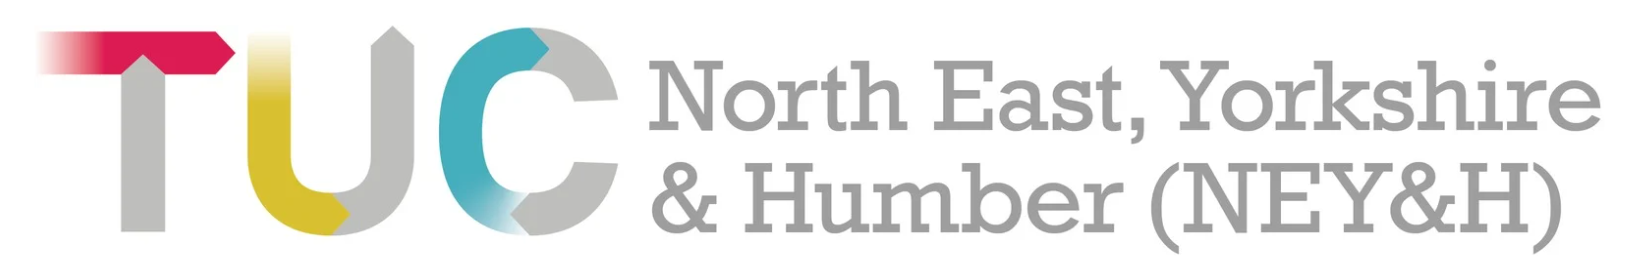 TUC
North East, Yorkshire
& Humber (NEY&H)